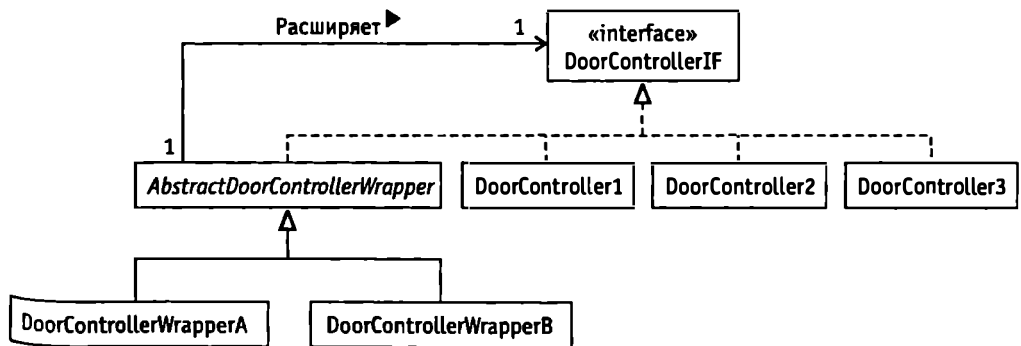 Расширяет
1
«interface»
DoorControllerIF
1
AbstractDoorControllerWrapper
DoorController1
DoorController2
DoorController3
DoorControllerWrapperA
DoorControllerWrapperB